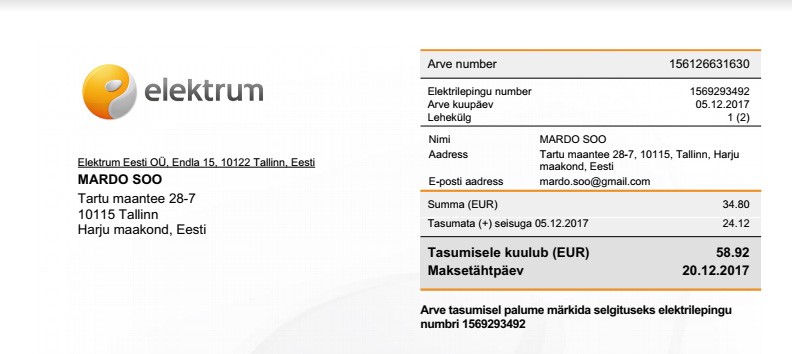 elektrum
Elektrum Eesti OÜ, Endla 15, 10122 Tallinn, Eesti
MARDO SOO
Tartu maantee 28-7
10115 Tallinn
Harju maakond, Eesti
Arve number 156126631630
Elektrilepingu number 1569293492
Arve kuupäev 05.12.2017
Lehekülg 1 (2)
Nimi MARDO SOO
Aadress Tartu maantee 28-7, 10115, Tallinn, Harju
maakond, Eesti
E-posti aadress mardo.soo@gmail.com
Summa (EUR) 34.80
Tasumata (+) seisuga 05.12.2017 24.12
Tasumisele kuulub (EUR) 58.92
Maksetähtpäev 20.12.2017
Arve tasumisel palume märkida selgituseks elektrilepingu
numbri 1569293492